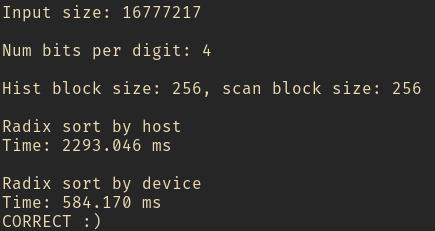 Input size: 16777217
Num bits per digit: 4
Hist block size: 256, scan block size: 256
Radix sort by host
Time: 2293.046 ms
Radix sort by device
Time: 584.170 ms
CORRECT :)